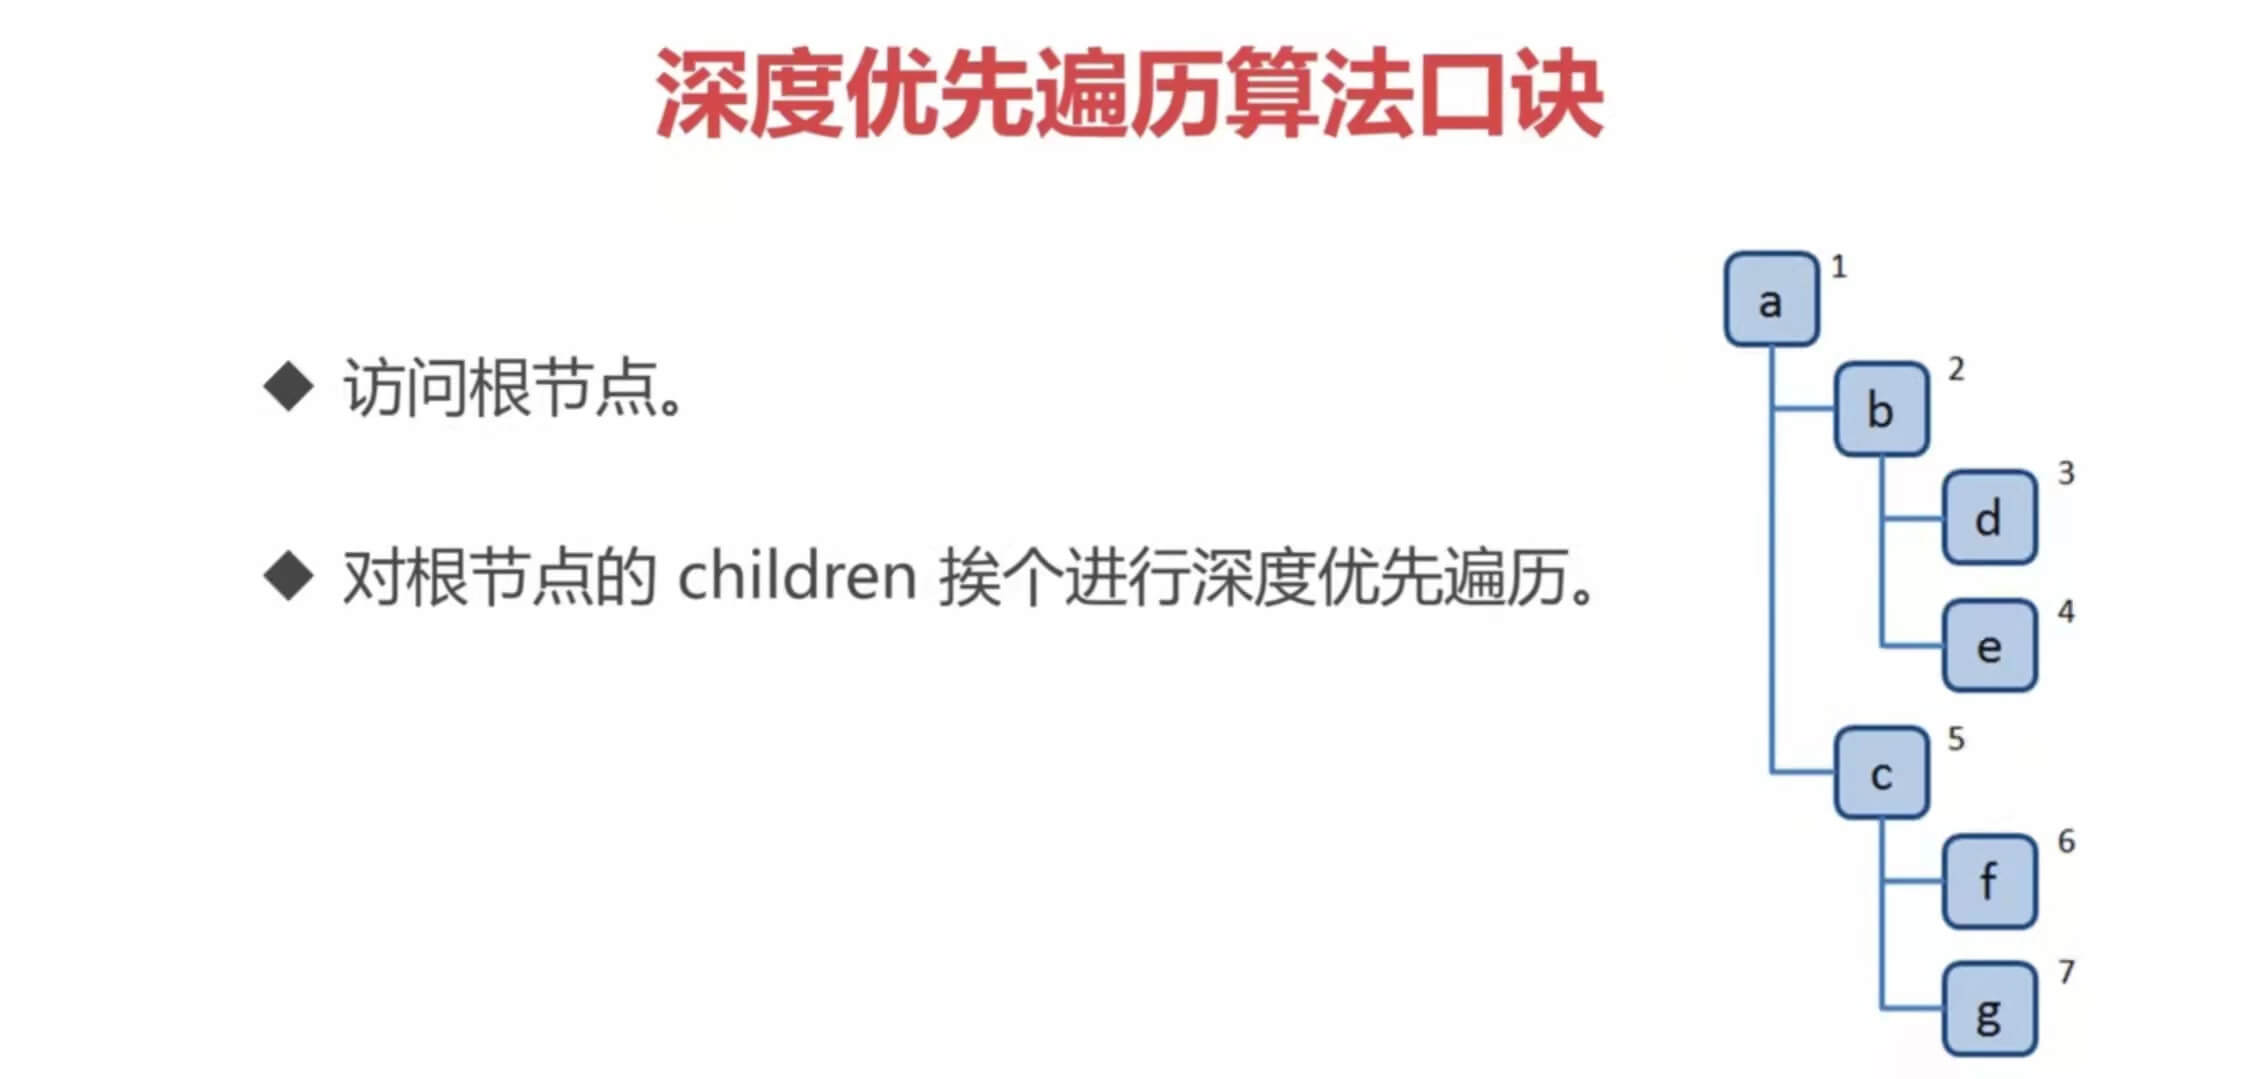 深度优先遍历算法口诀
◆ 访问根节点。
◆ 对根节点的 children 挨个进行深度优先遍历。
a 1
b 2
d 3
e 4
c 5
f 6
g 7